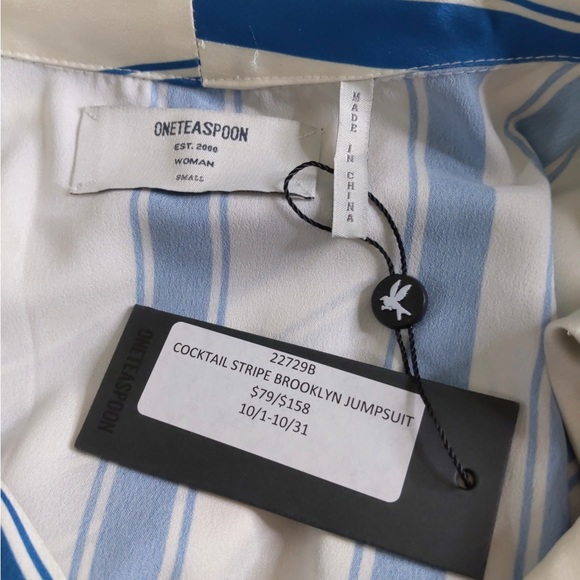 ONETEASPOON
EST. 2000
WOMAN
SMALL
MADE IN CHINA
ONETEASPOON
22729B
COCKTAIL STRIPE BROOKLYN JUMPSUIT
$79/$158
10/1-10/31